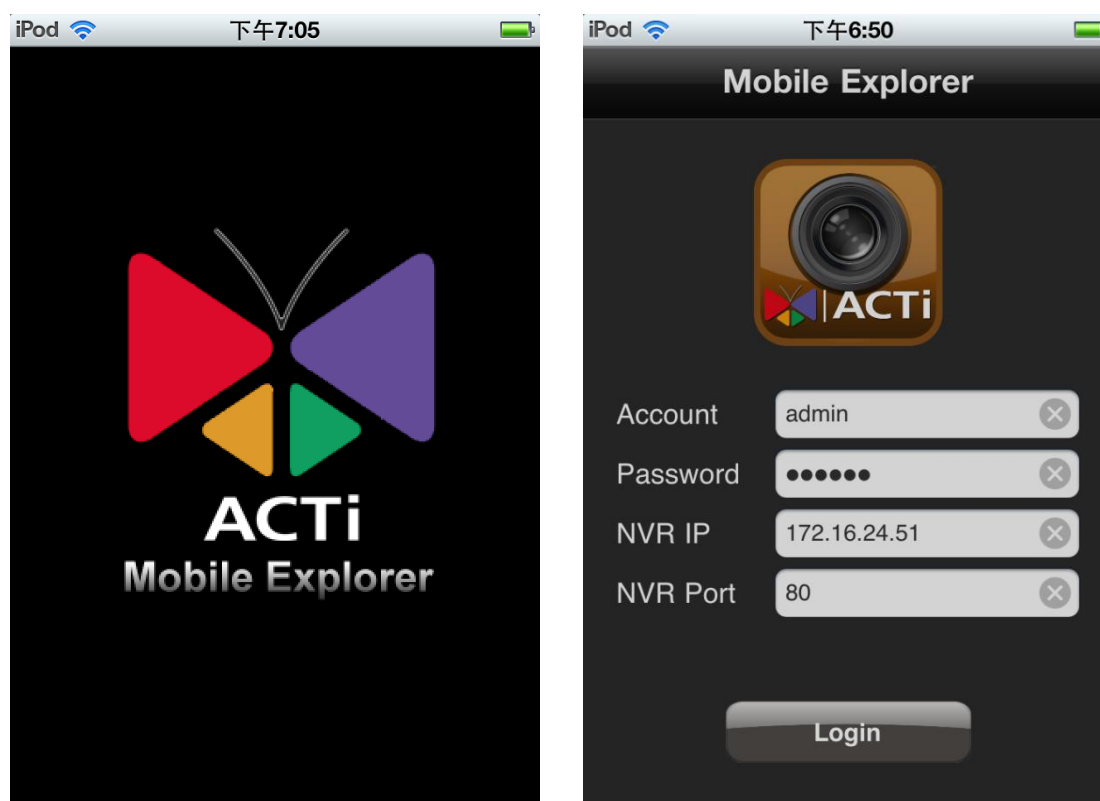 iPod 下午7:05
ACTi
Mobile Explorer
iPod 下午6:50
Mobile Explorer
ACTi
Account admin
Password ●●●●●●
NVR IP 172.16.24.51
NVR Port 80
Login